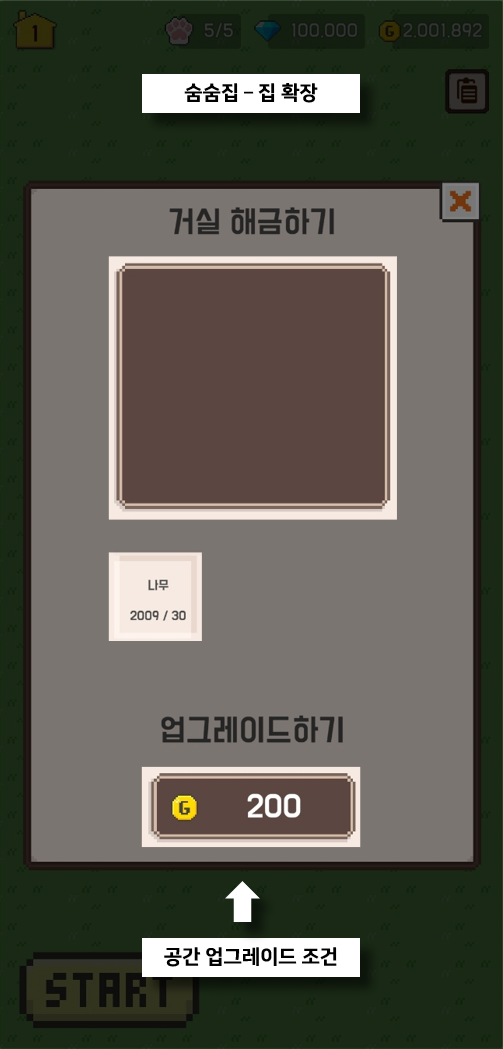 1
5/5
100,000
G 2,001,892
숨숨집 – 집 확장
거실 해금하기
나무
2009 / 30
업그레이드하기
G 200
공간 업그레이드 조건
START